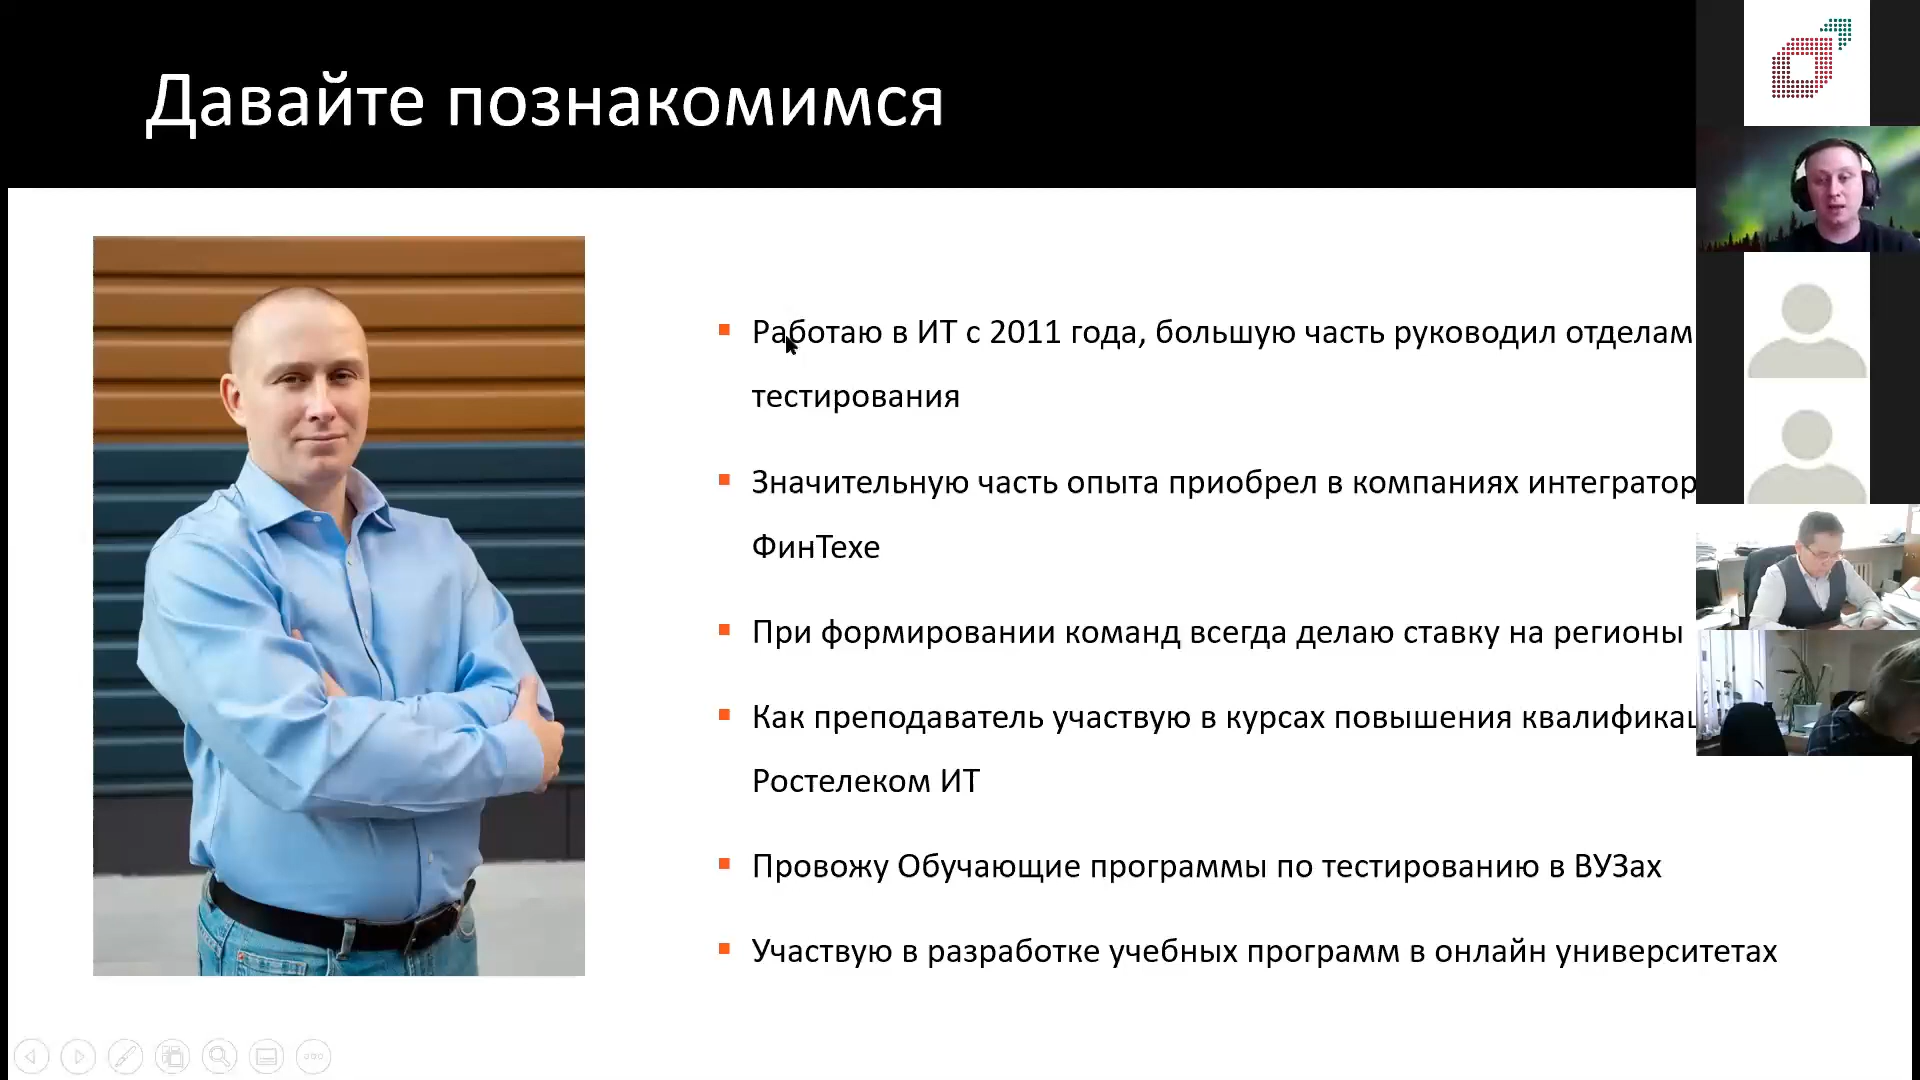 Давайте познакомимся
Работаю в ИТ с 2011 года, большую часть руководил отделам
тестирования
Значительную часть опыта приобрел в компаниях интегратор
ФинТехе
При формировании команд всегда делаю ставку на регионы
Как преподаватель участвую в курсах повышения квалификац
Ростелеком ИТ
Провожу Обучающие программы по тестированию в ВУЗах
Участвую в разработке учебных программ в онлайн университетах